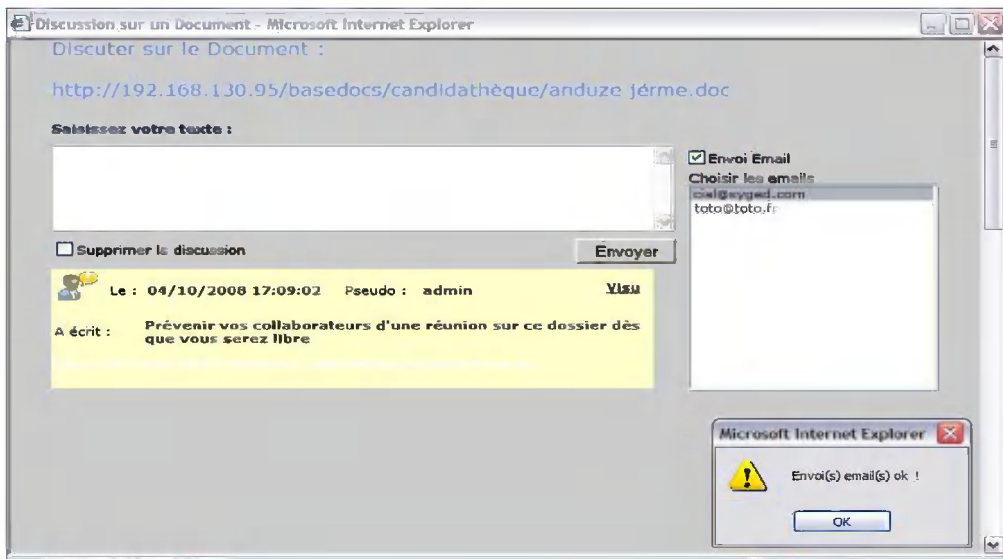 Discussion sur un Document - Microsoft Internet Explorer
Discuter sur le Document :
http://192.168.130.95/basedocs/candidathèque/anduze jérme.doc
Saisissez votre texte :
Envoi Email
Choisir les emails
ciel@syged.com
toto@toto.fr
Supprimer la discussion
Envoyer
Le : 04/10/2008 17:09:02 Pseudo : admin Visu
A écrit : Prévenir vos collaborateurs d'une réunion sur ce dossier dès
que vous serez libre
Microsoft Internet Explorer
Envoi(s) email(s) ok !
OK